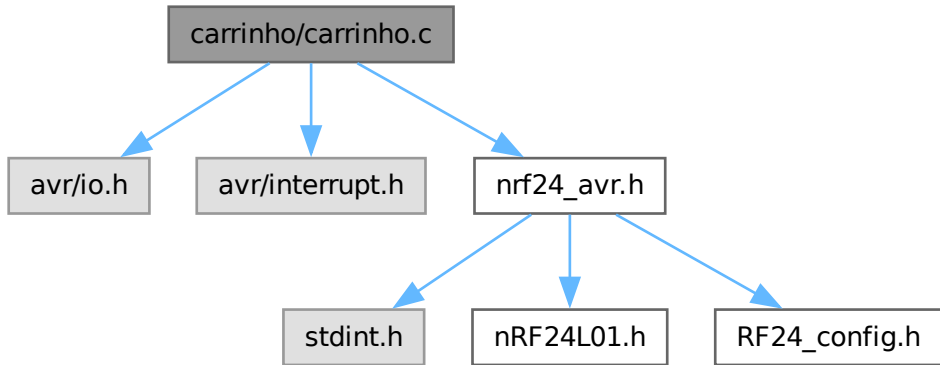 carrinho/carrinho.c
avr/io.h
avr/interrupt.h
nrf24_avr.h
stdint.h
nRF24L01.h
RF24_config.h